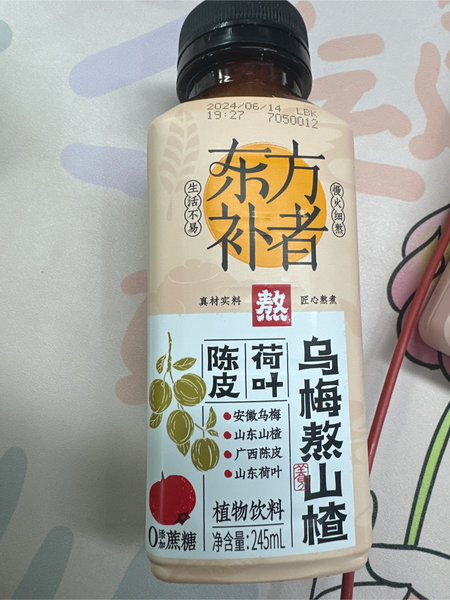 2024/06/14 LBK
19:27 7050012
东方
补者
生活不易
慢火细熬
真材实料
熬
匠心熬煮
陈皮
荷叶
乌梅熬山楂
安徽乌梅
山东山楂
广西陈皮
山东荷叶
植物饮料
0添加蔗糖
净含量:245mL